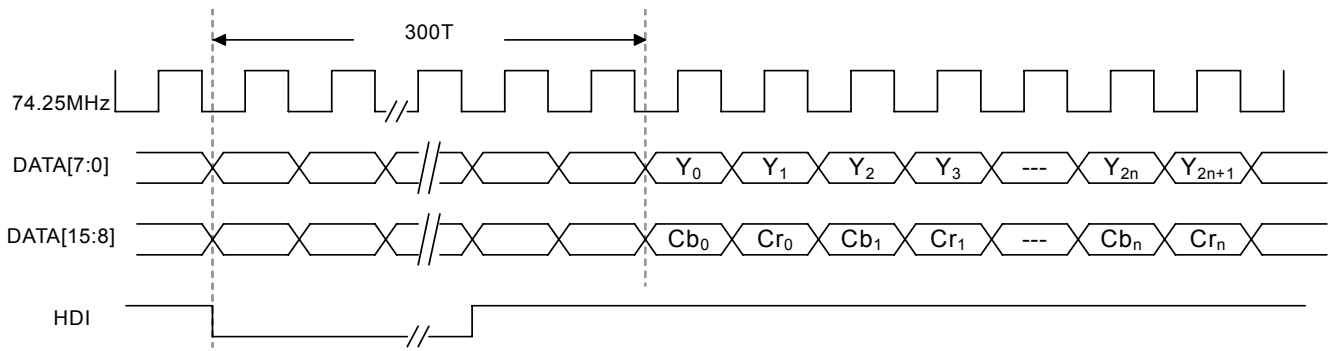 300T
74.25MHz
DATA[7:0] Y₀ Y₁ Y₂ Y₃ --- Y₂ₙ Y₂ₙ₊₁
DATA[15:8] Cb₀ Cr₀ Cb₁ Cr₁ --- Cbₙ Crₙ
HDI